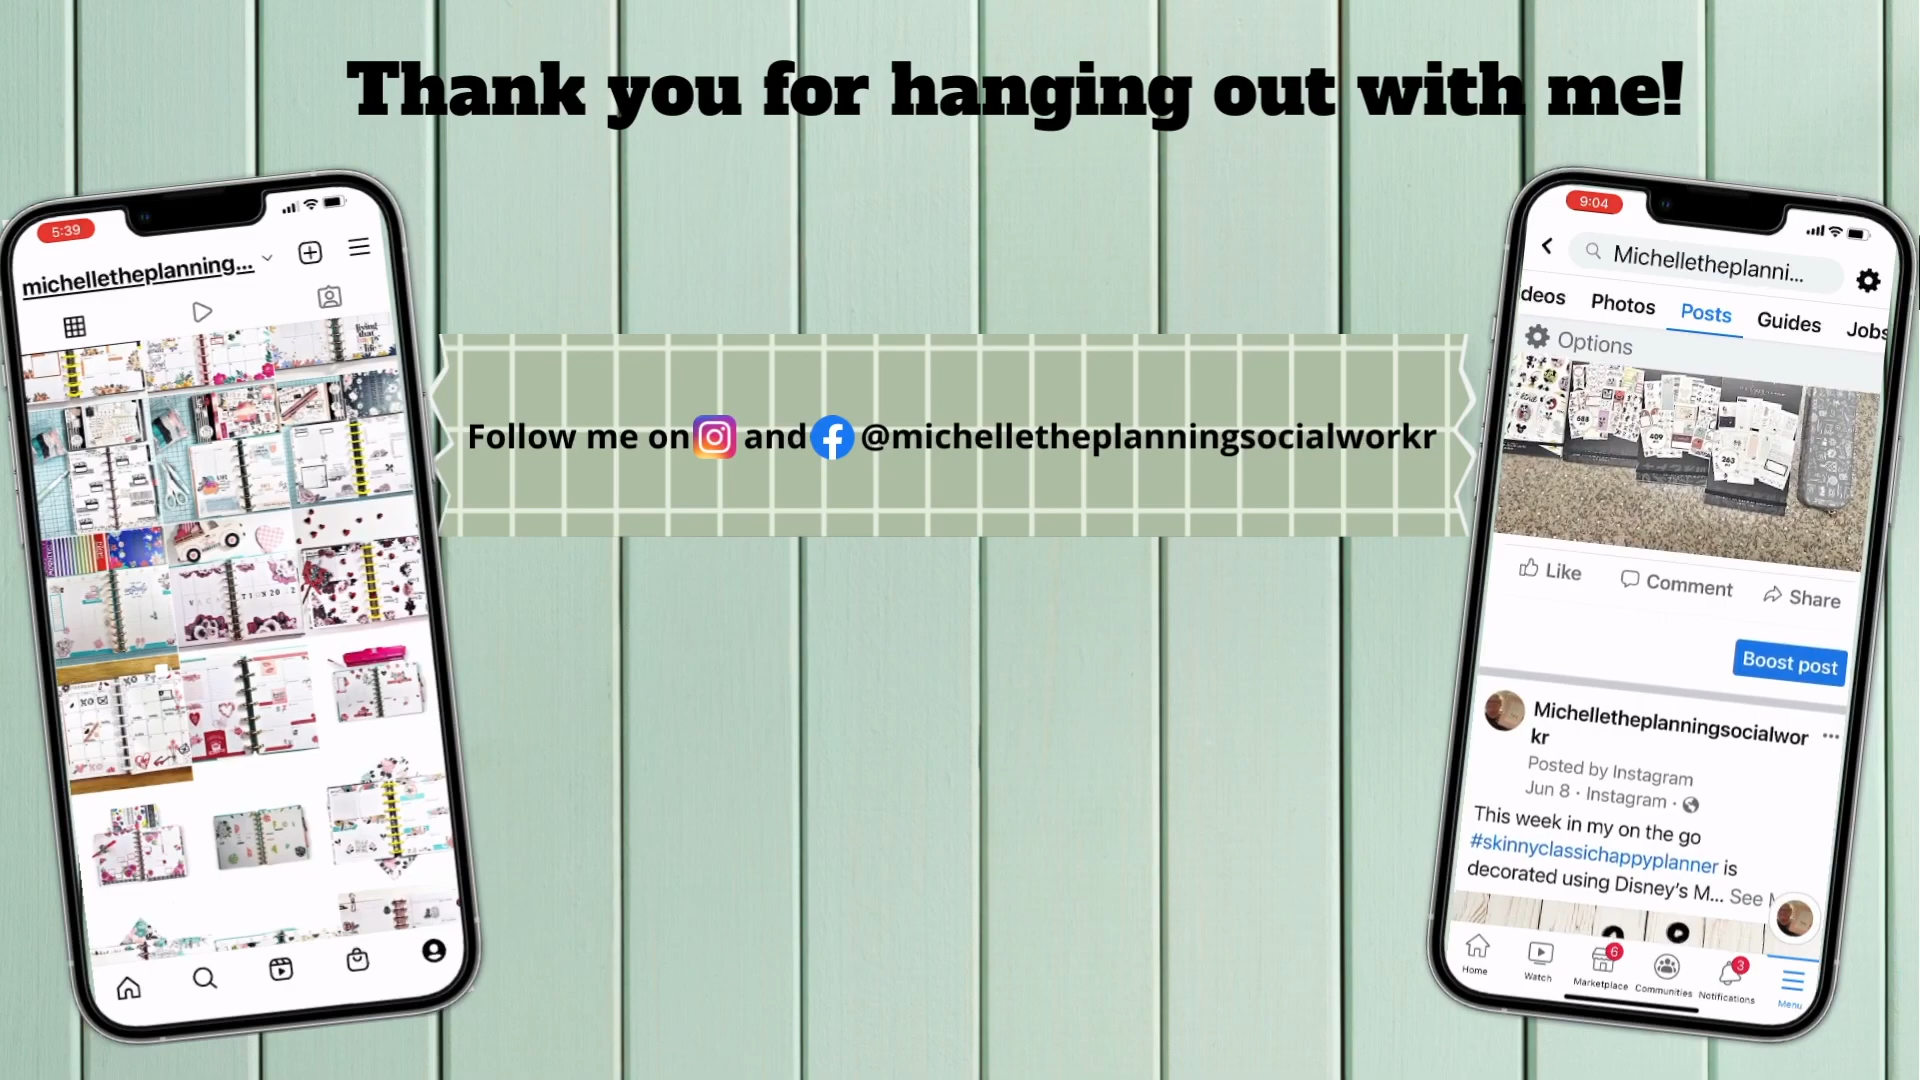 Thank you for hanging out with me!
5:39
michelletheplanning...
Follow me on and @michelletheplanningsocialworkr
9:04
Michelletheplanni...
deos Photos Posts Guides Jobs
Options
Like Comment Share
Boost post
Michelletheplanningsocialwor
kr
Posted by Instagram
Jun 8 · Instagram ·
This week in my on the go
#skinnyclassichappyplanner is
decorated using Disney’s M... See
6
3
Home Watch Marketplace Communities Notifications Menu